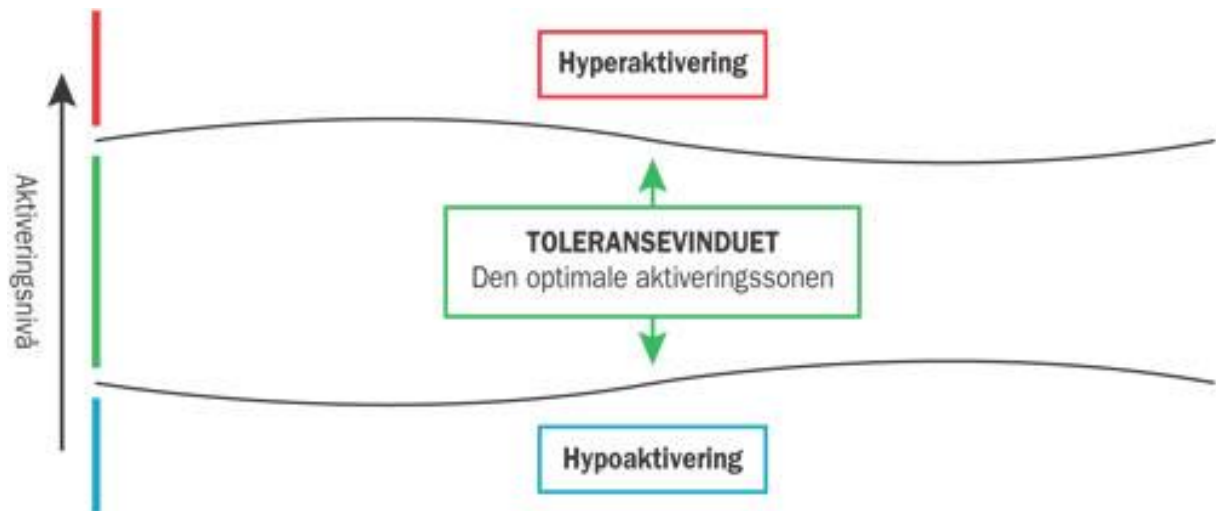 Hyperaktivering
Aktiveringsnivå
TOLERANSEVINDUET
Den optimale aktiveringssonen
Hypoaktivering